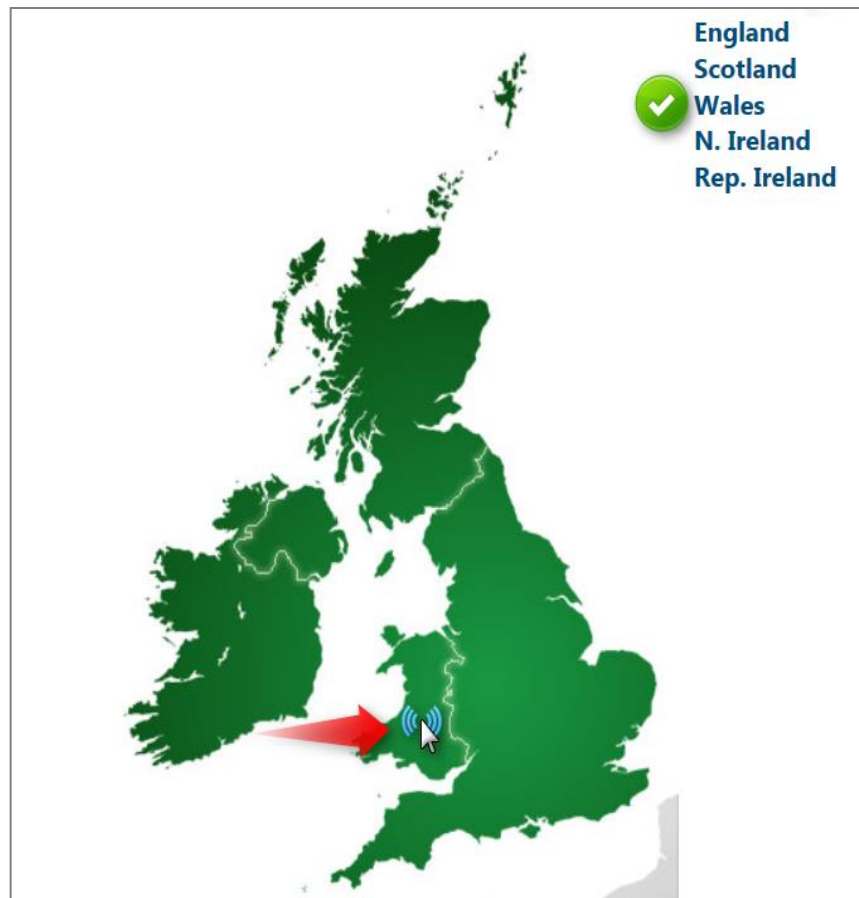 England
Scotland
Wales
N. Ireland
Rep. Ireland